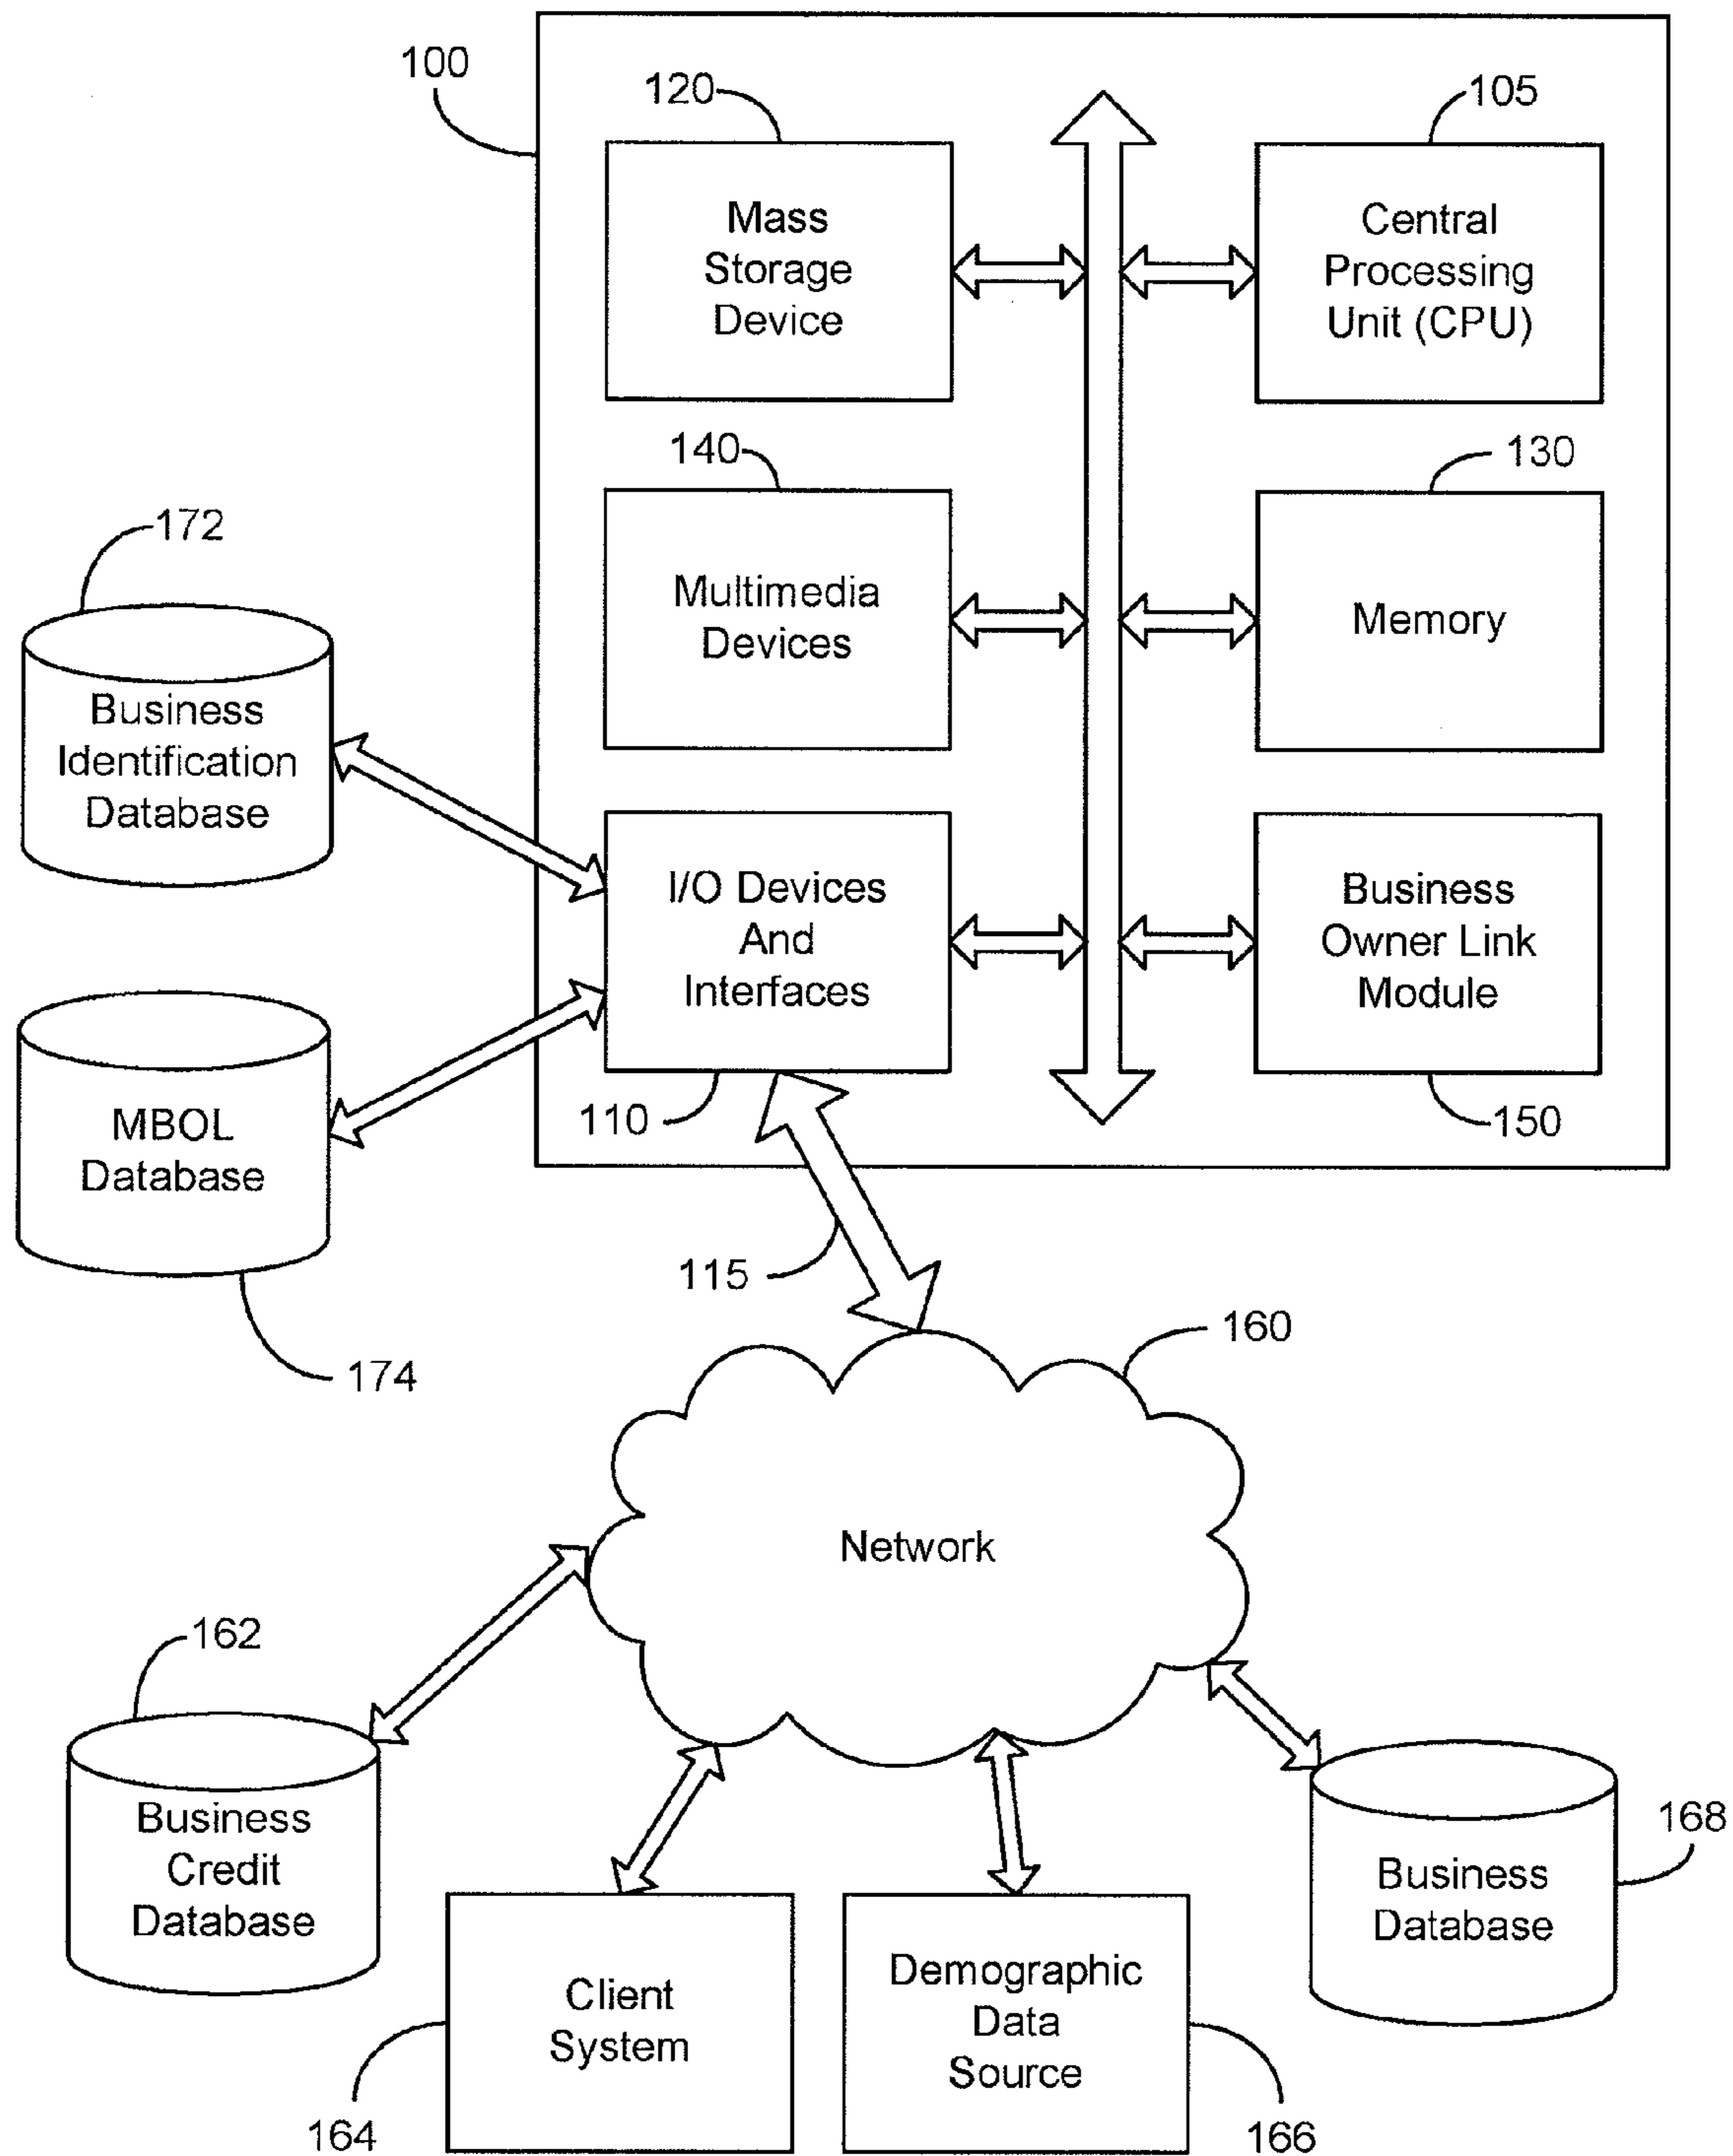 100
120
105
Mass
Storage
Device
Central
Processing
Unit (CPU)
140
130
172
Multimedia
Devices
Memory
Business
Identification
Database
I/O Devices
And
Interfaces
Business
Owner Link
Module
MBOL
Database
110
150
115
174
160
Network
162
Business
Credit
Database
168
Business
Database
Client
System
Demographic
Data
Source
164
166